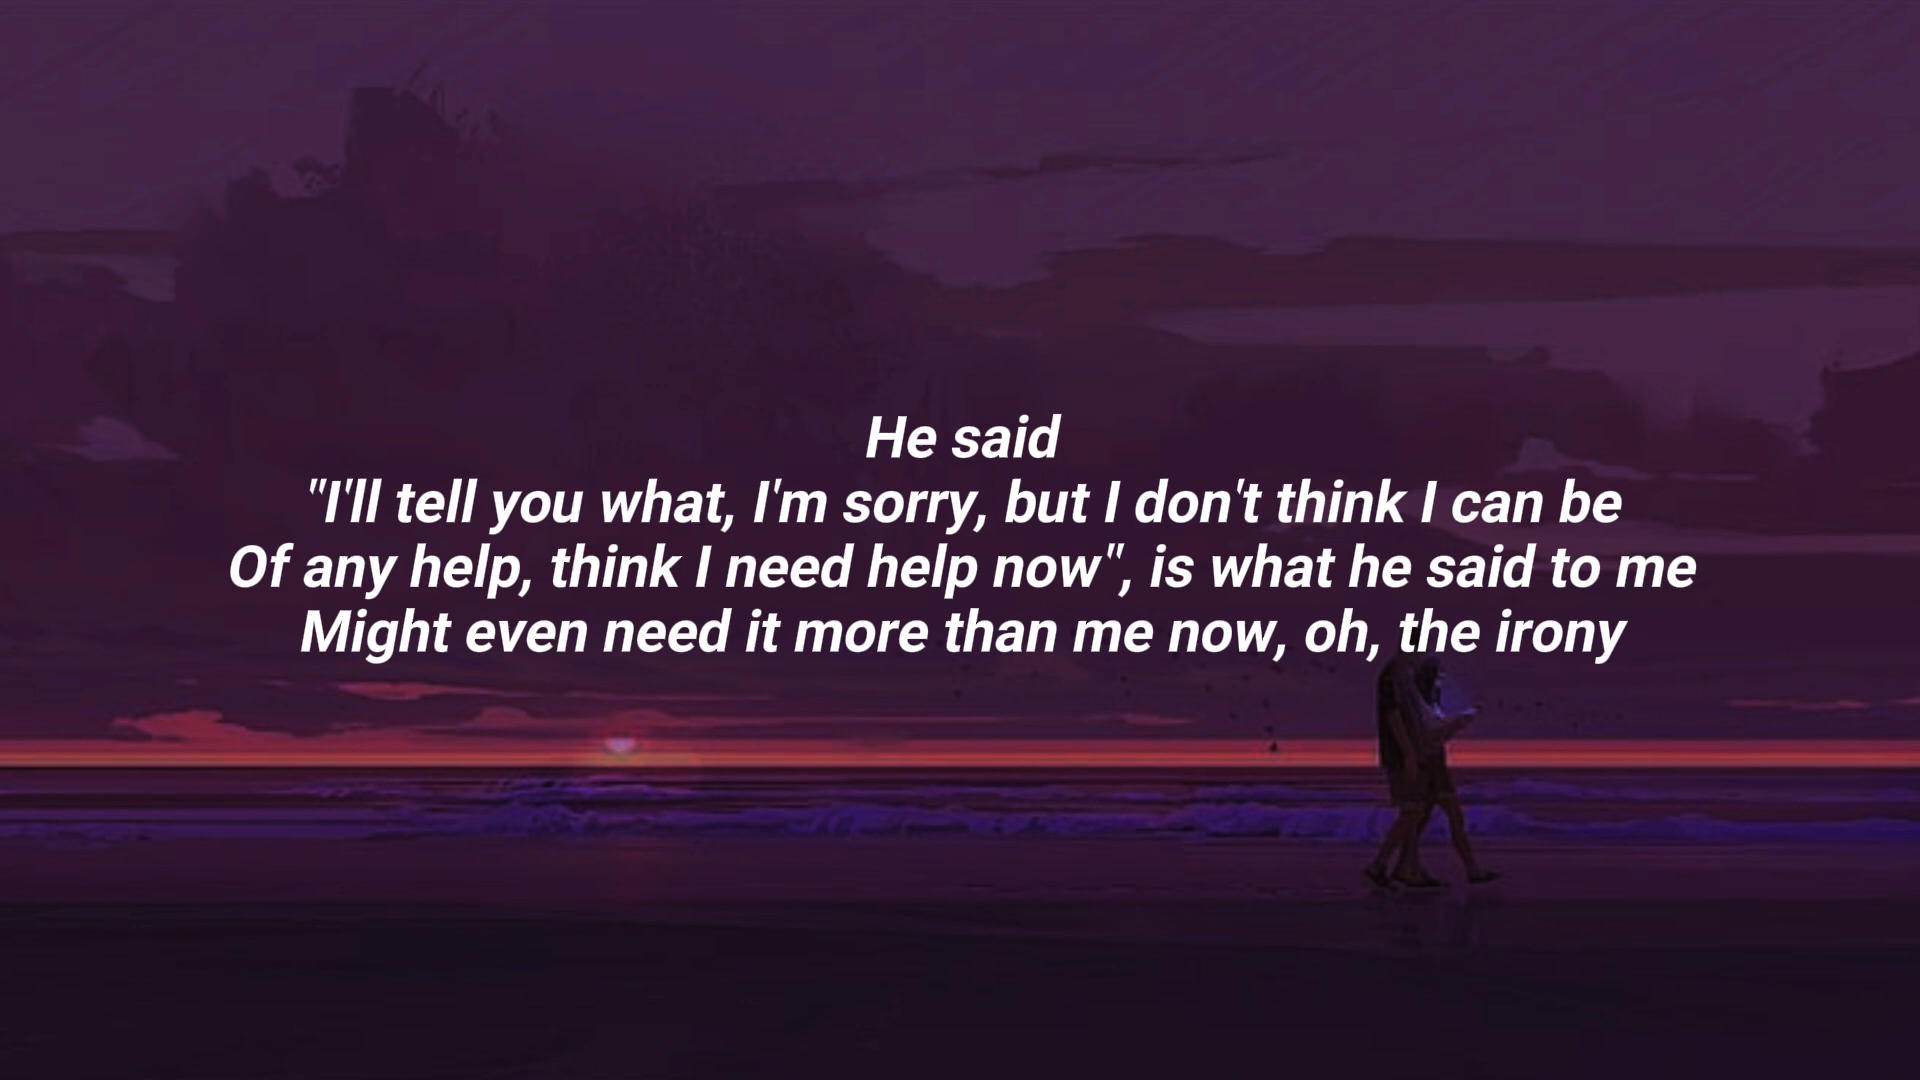 He said
"I'll tell you what, I'm sorry, but I don't think I can be
Of any help, think I need help now", is what he said to me
Might even need it more than me now, oh, the irony